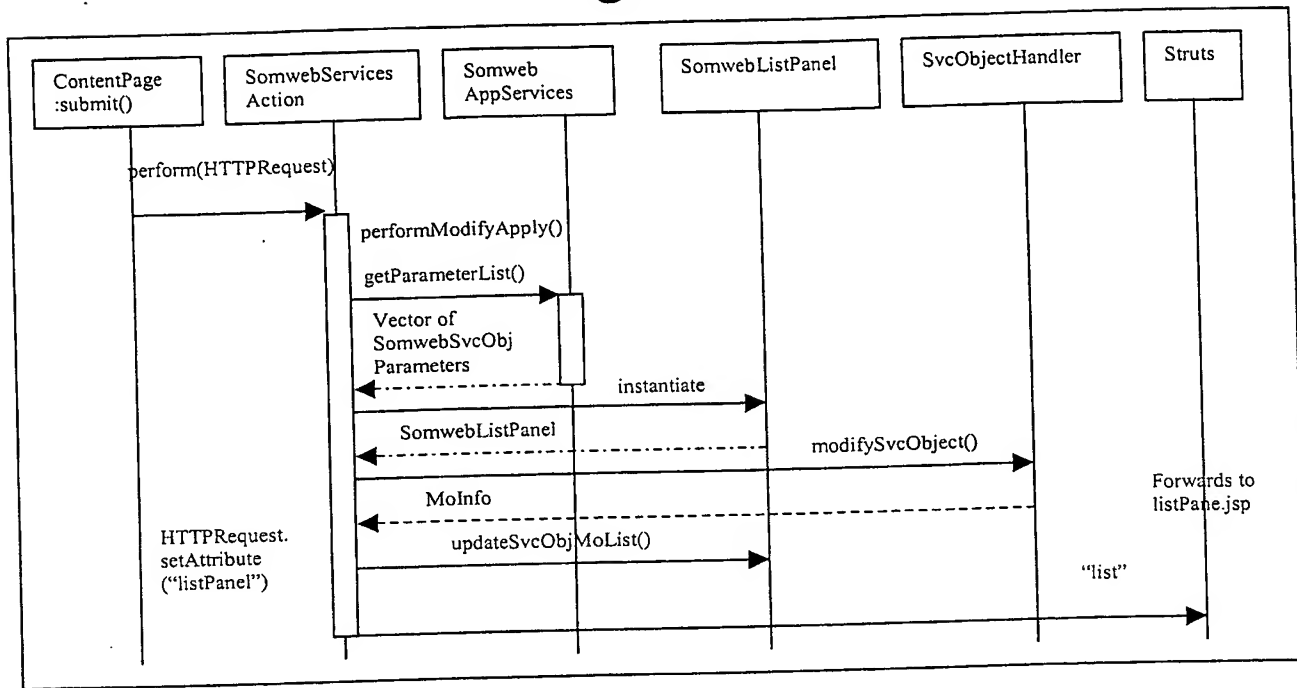 ContentPage
:submit()
SomwebServices
Action
Somweb
AppServices
SomwebListPanel
SvcObjectHandler
Struts
perform(HTTPRequest)
performModifyApply()
getParameterList()
Vector of
SomwebSvcObj
Parameters
instantiate
SomwebListPanel
modifySvcObject()
MoInfo
Forwards to
listPane.jsp
HTTPRequest.
setAttribute
(“listPanel”)
updateSvcObjMoList()
“list”